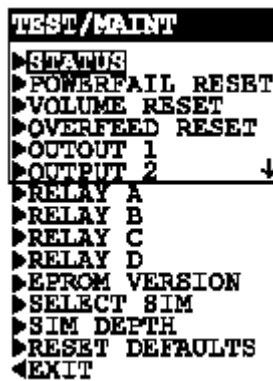 TEST/MAINT
STATUS
POWERFAIL RESET
VOLUME RESET
OVERFEED RESET
OUTOUT 1
OUTPUT 2
RELAY A
RELAY B
RELAY C
RELAY D
EPROM VERSION
SELECT SIM
SIM DEPTH
RESET DEFAULTS
EXIT